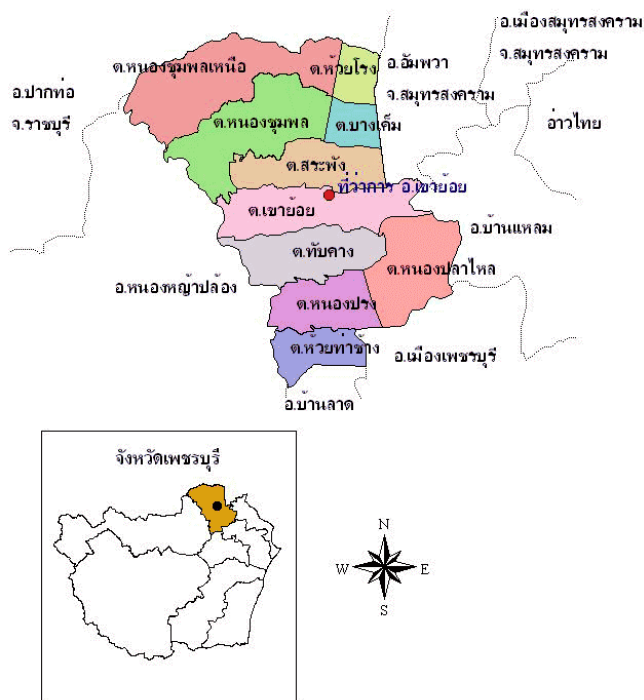 อ.เมืองสมุทรสงคราม
จ.สมุทรสงคราม
อ.อัมพวา
จ.สมุทรสงคราม
อ่าวไทย
อ.ปากท่อ
จ.ราชบุรี
ต.หนองชุมพลเหนือ
ต.ห้วยโรง
ต.หนองชุมพล
ต.บางเค็ม
ต.สระพัง
ที่ว่าการ อ.เขาย้อย
ต.เขาย้อย
อ.บ้านแหลม
ต.ทับคาง
ต.หนองปลาไหล
อ.หนองหญ้าปล้อง
ต.หนองปรง
ต.ห้วยท่าช้าง
อ.เมืองเพชรบุรี
อ.บ้านลาด
จังหวัดเพชรบุรี
N
W E
S